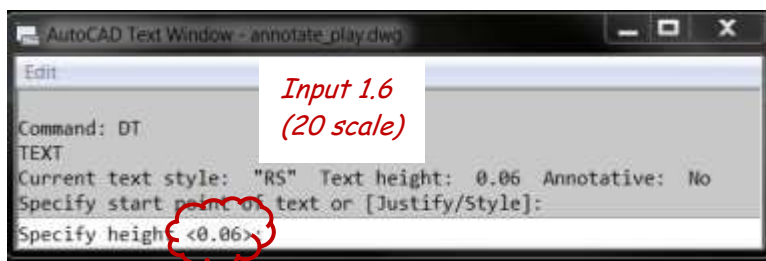 AutoCAD Text Window - annotate_play.dwg
Edit
Input 1.6
(20 scale)
Command: DT
TEXT
Current text style:  "RS"  Text height:  0.06  Annotative:  No
Specify start point of text or [Justify/Style]:
Specify height <0.06>: